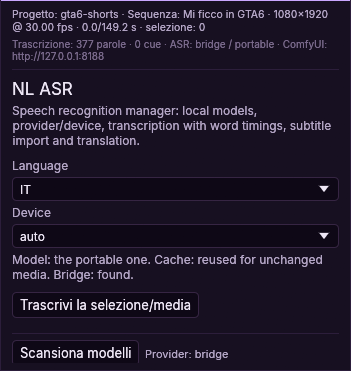 Progetto: gta6-shorts · Sequenza: Mi ficco in GTA6 · 1080×1920
@ 30.00 fps · 0.0/149.2 s · selezione: 0
Trascrizione: 377 parole · 0 cue · ASR: bridge / portable · ComfyUI:
http://127.0.0.1:8188
NL ASR
Speech recognition manager: local models,
provider/device, transcription with word timings, subtitle
import and translation.
Language
IT
Device
auto
Model: the portable one. Cache: reused for unchanged
media. Bridge: found.
Trascrivi la selezione/media
Scansiona modelli Provider: bridge